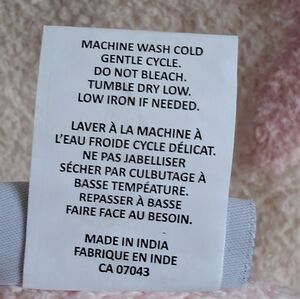 MACHINE WASH COLD
GENTLE CYCLE.
DO NOT BLEACH.
TUMBLE DRY LOW.
LOW IRON IF NEEDED.
LAVER À LA MACHINE À
L'EAU FROIDE CYCLE DÉLICAT.
NE PAS JABELLISER
SÉCHER PAR CULBUTAGE À
BASSE TEMPÉATURE.
REPASSER À BASSE
FAIRE FACE AU BESOIN.
MADE IN INDIA
FABRIQUE EN INDE
CA 07043